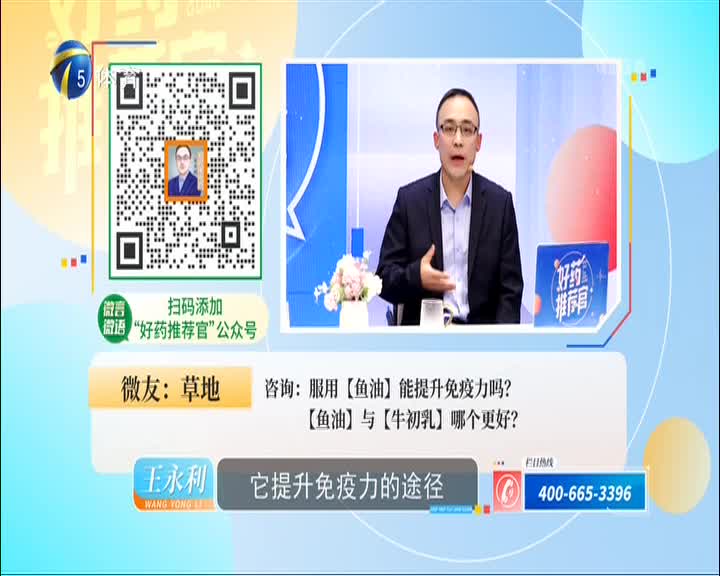 5 体育
扫码添加
“好药推荐官”公众号
微言
微语
好药
推荐官
微友：草地
咨询：服用【鱼油】能提升免疫力吗？
【鱼油】与【牛初乳】哪个更好？
王永利
WANG YONG LI
它提升免疫力的途径
栏目热线
400-665-3396